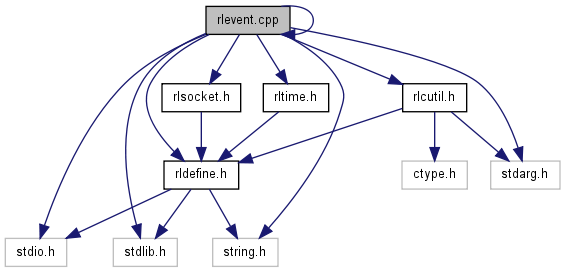 rlevent.cpp
rlsocket.h
rltime.h
rlcutil.h
rldefine.h
ctype.h
stdarg.h
stdio.h
stdlib.h
string.h